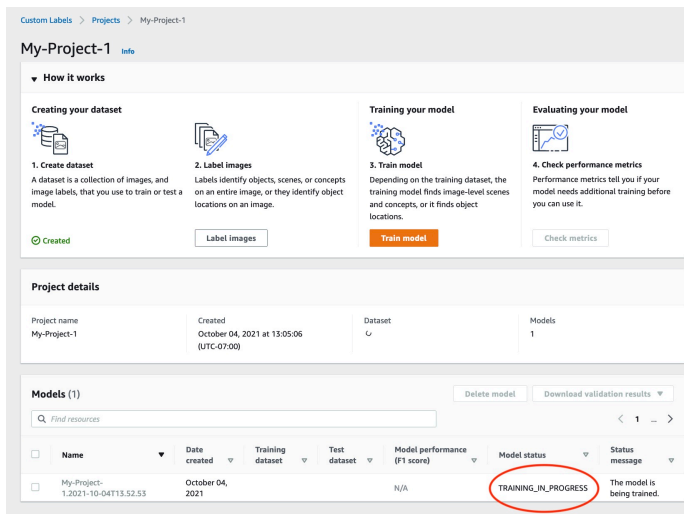 Custom Labels > Projects > My-Project-1
My-Project-1 Info
▼ How it works
Creating your dataset
1. Create dataset
A dataset is a collection of images, and
image labels, that you use to train or test a
model.
Created
2. Label images
Labels identify objects, scenes, or concepts
on an entire image, or they identify object
locations on an image.
Label images
Training your model
3. Train model
Depending on the training dataset, the
training model finds image-level scenes
and concepts, or it finds object
locations.
Train model
Evaluating your model
4. Check performance metrics
Performance metrics tell you if your
model needs additional training before
you can use it.
Check metrics
Project details
Project name
My-Project-1
Created
October 04, 2021 at 13:05:06
(UTC-07:00)
Dataset
Models
1
Models (1)
Delete model
Download validation results ▼
Find resources
< 1 ... >
Name
Date
created
Training
dataset
Test
dataset
Model performance
(F1 score)
Model status
Status
message
My-Project-
1.2021-10-04T13.52.53
October 04,
2021
N/A
TRAINING_IN_PROGRESS
The model is
being trained.